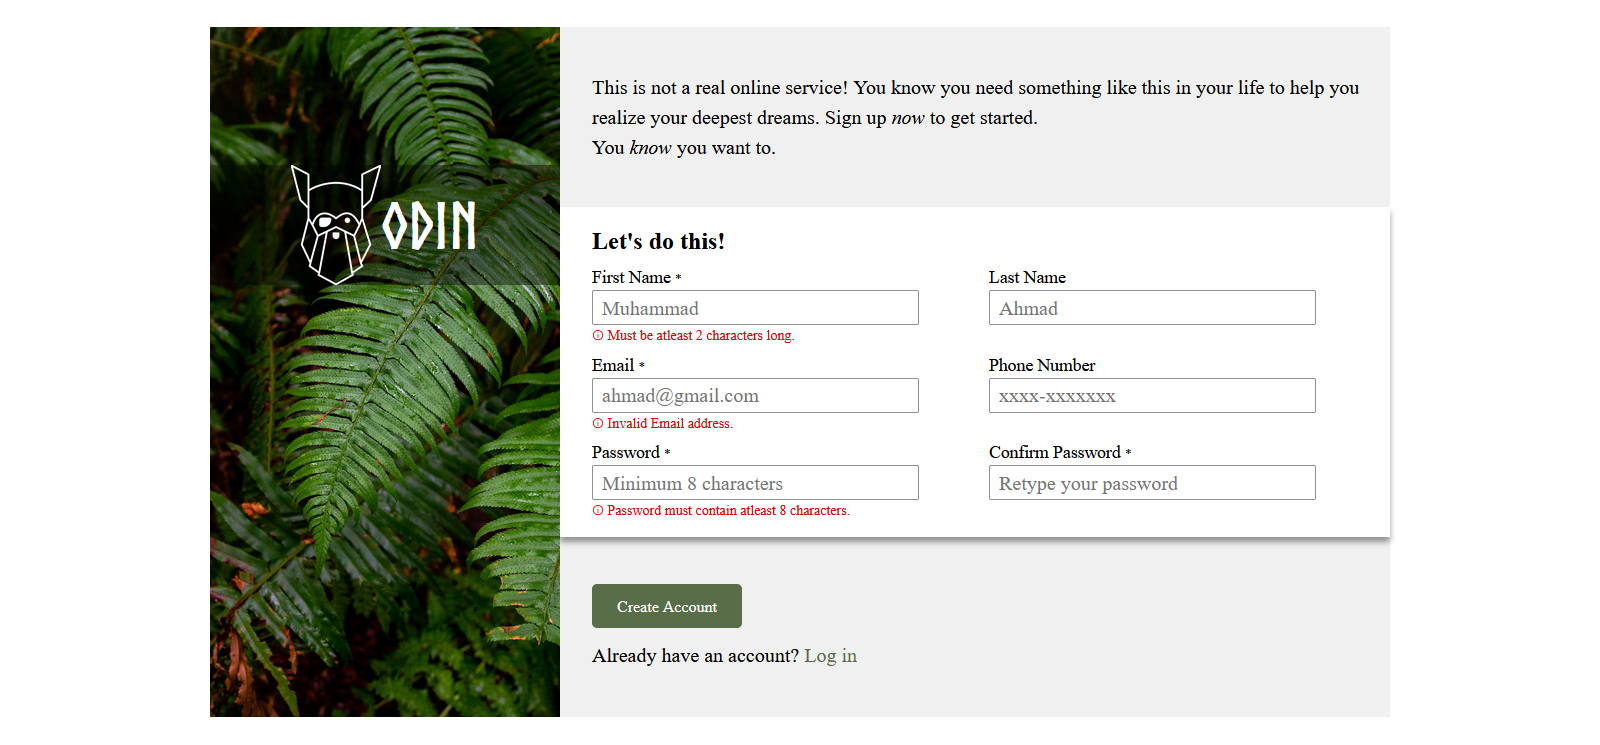 ODIN
This is not a real online service! You know you need something like this in your life to help you
realize your deepest dreams. Sign up now to get started.
You know you want to.
Let's do this!
First Name *
Last Name
Muhammad
Ahmad
Must be atleast 2 characters long.
Email *
Phone Number
ahmad@gmail.com
xxxx-xxxxxxx
Invalid Email address.
Password *
Confirm Password *
Minimum 8 characters
Retype your password
Password must contain atleast 8 characters.
Create Account
Already have an account? Log in